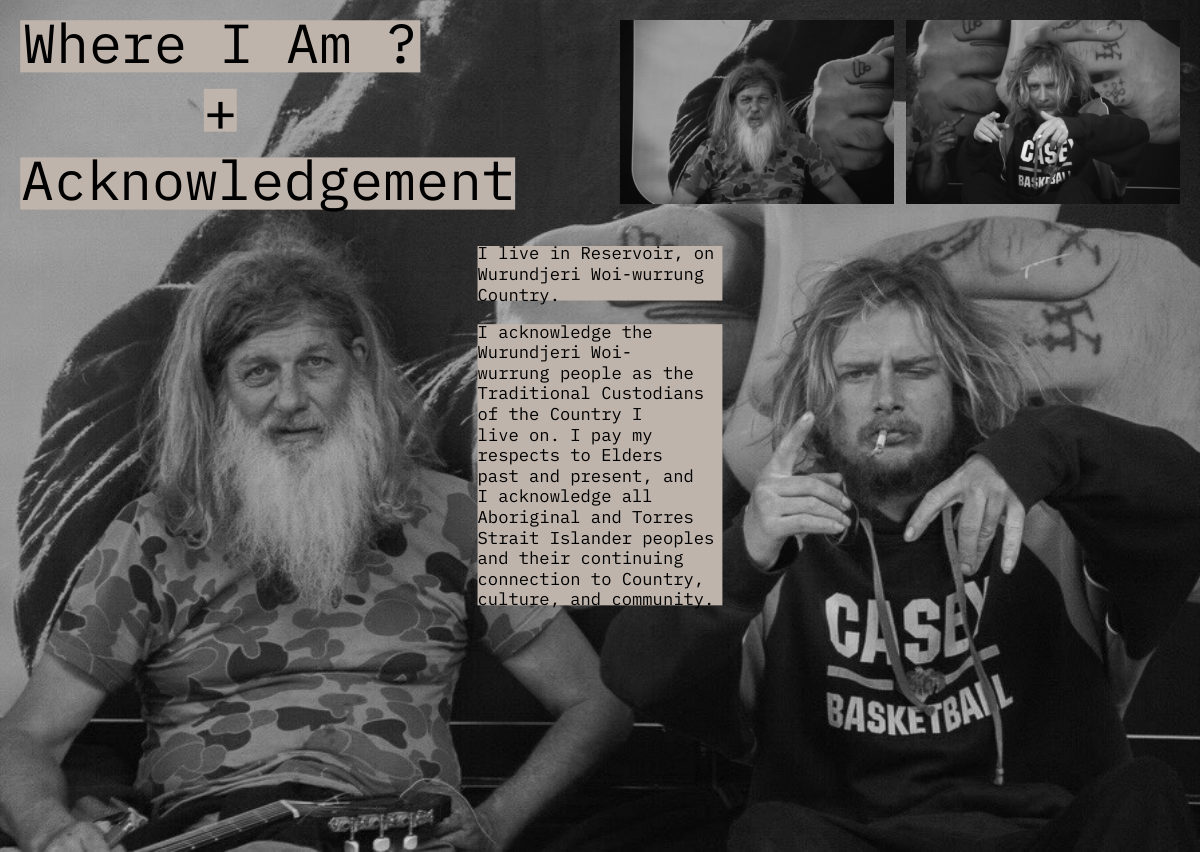 Where I Am ?
+
Acknowledgement
I live in Reservoir, on
Wurundjeri Woi-wurrung
Country.
I acknowledge the
Wurundjeri Woi-
wurrung people as the
Traditional Custodians
of the Country I
live on. I pay my
respects to Elders
past and present, and
I acknowledge all
Aboriginal and Torres
Strait Islander peoples
and their continuing
connection to Country,
culture, and community.
CASEY
BASKETBALL
CASEY
BASKETBALL